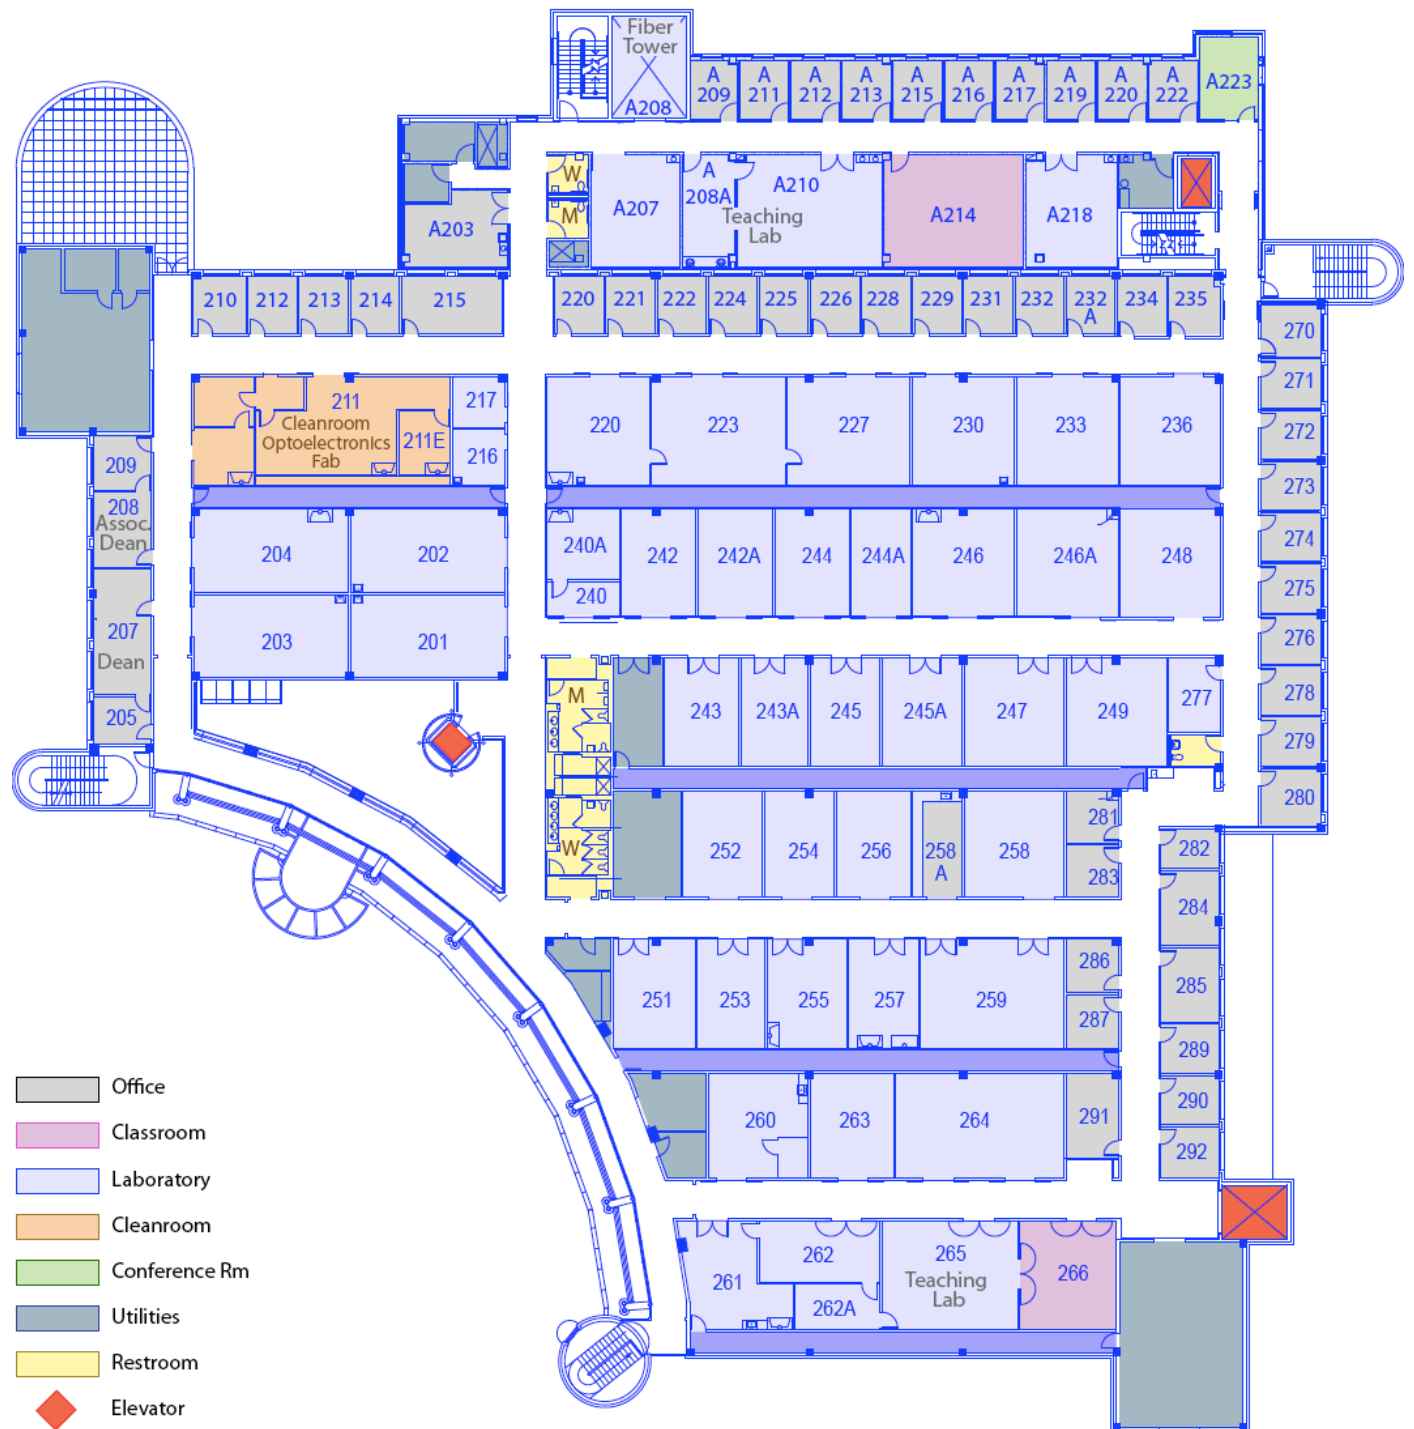 Fiber
Tower
A208
A
209
A
211
A
212
A
213
A
215
A
216
A
217
A
219
A
220
A
222
A223
W
M
A203
A207
A
208A
A210
Teaching
Lab
A214
A218
210
212
213
214
215
220
221
222
224
225
226
228
229
231
232
232
A
234
235
270
271
272
273
274
275
276
278
279
280
211
Cleanroom
Optoelectronics
Fab
211E
217
216
220
223
227
230
233
236
209
208
Assoc.
Dean
207
Dean
205
204
202
203
201
240A
240
242
242A
244
244A
246
246A
248
M
243
243A
245
245A
247
249
277
W
252
254
256
258
A
258
281
283
282
284
285
289
290
292
251
253
255
257
259
286
287
260
263
264
291
261
262
262A
265
Teaching
Lab
266
Office
Classroom
Laboratory
Cleanroom
Conference Rm
Utilities
Restroom
Elevator